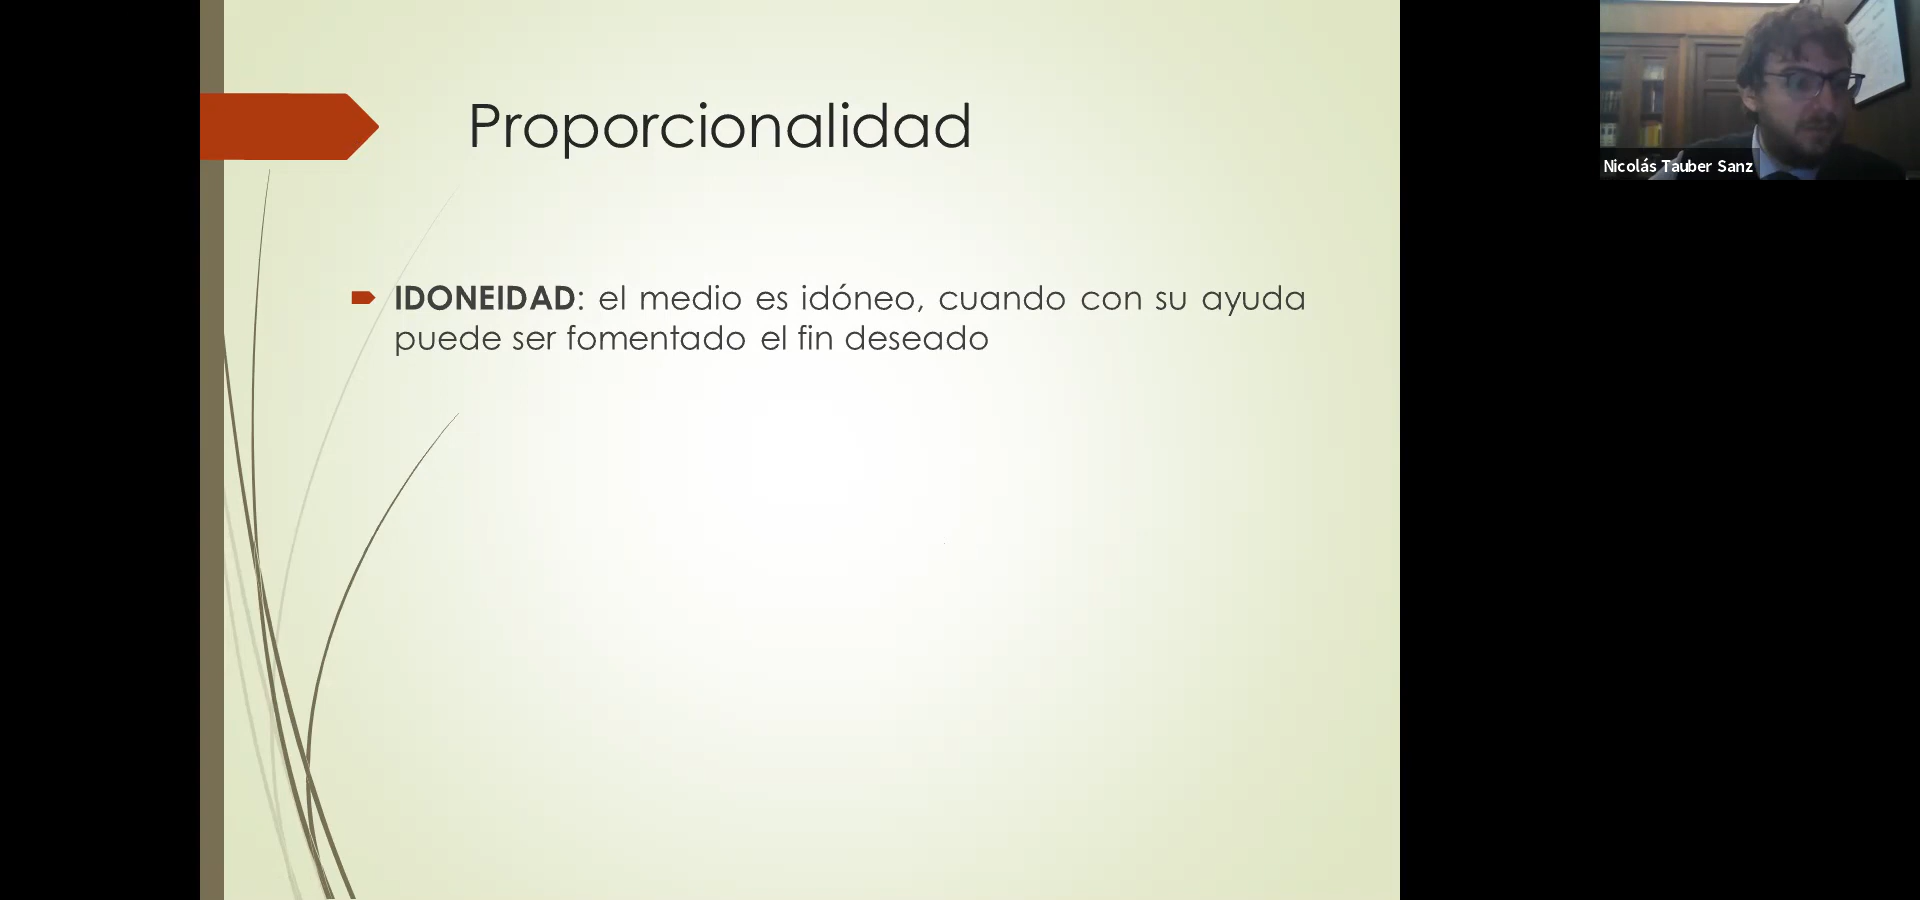 Proporcionalidad
IDONEIDAD: el medio es idóneo, cuando con su ayuda
puede ser fomentado el fin deseado
Nicolás Tauber Sanz